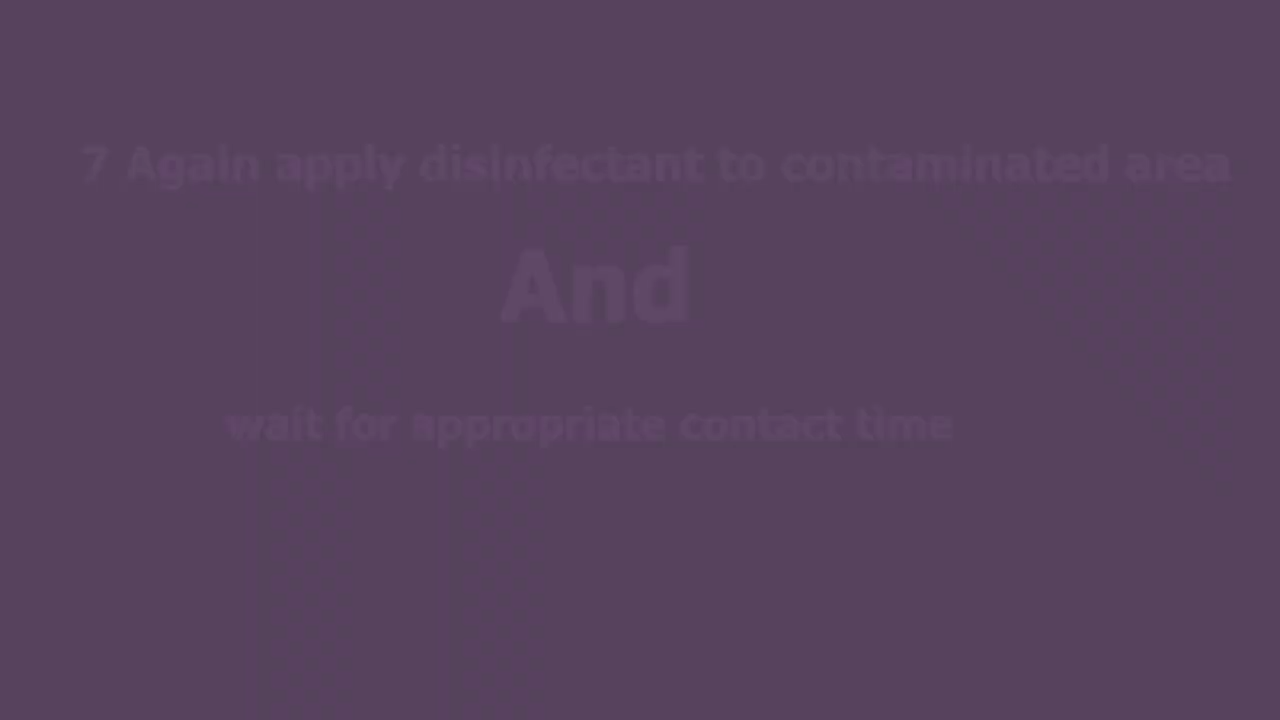 7 Again apply disinfectant to contaminated area
And
wait for appropriate contact time